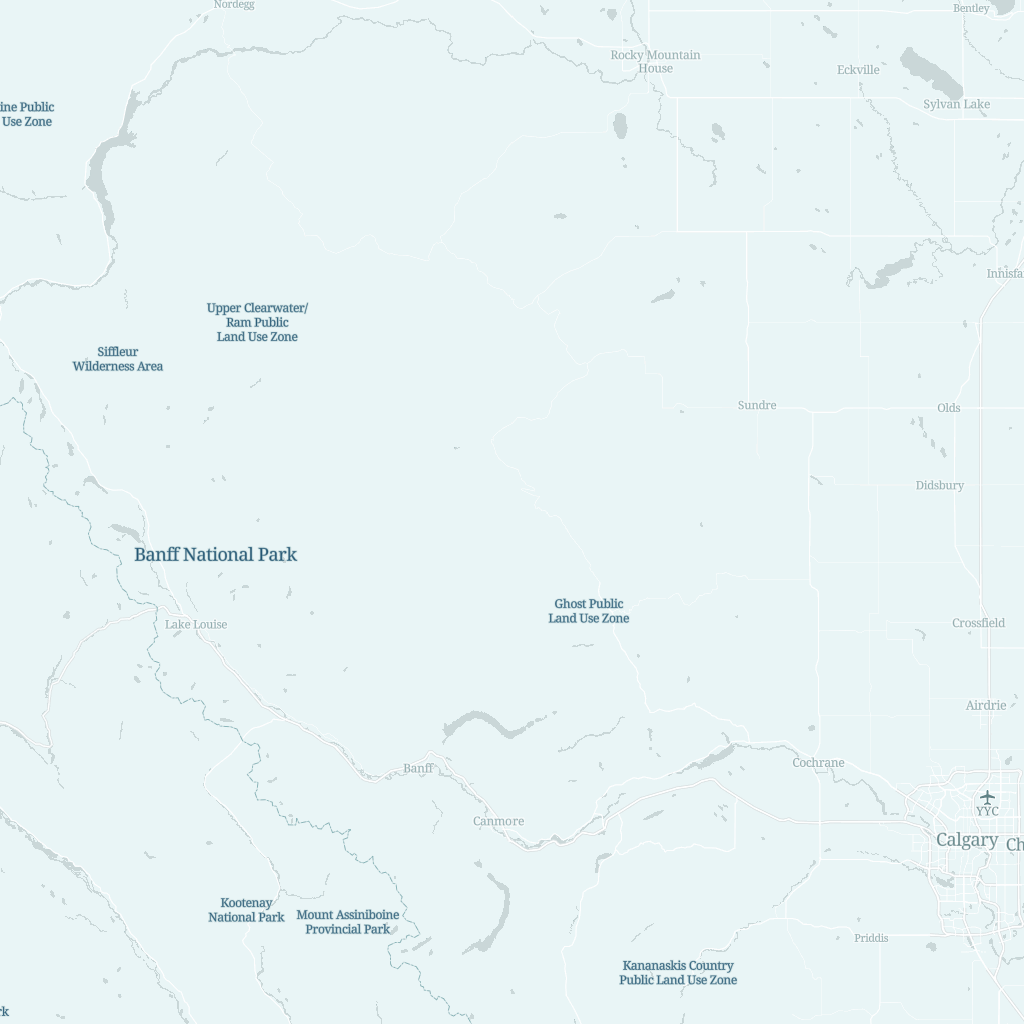 Nordegg
Bentley
Rocky Mountain
House
Eckville
Sylvan Lake
ine Public
Use Zone
Innisfa
Upper Clearwater/
Ram Public
Land Use Zone
Siffleur
Wilderness Area
Sundre
Olds
Didsbury
Banff National Park
Ghost Public
Land Use Zone
Lake Louise
Crossfield
Airdrie
Banff
Cochrane
YYC
Canmore
Calgary
Ch
Kootenay
National Park
Mount Assiniboine
Provincial Park
Priddis
Kananaskis Country
Public Land Use Zone
rk